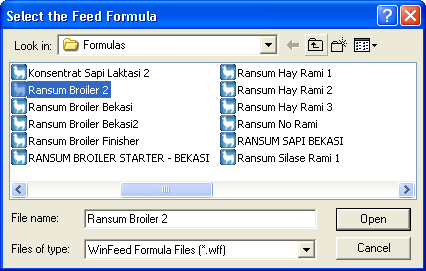 Select the Feed Formula
Look in: Formulas
Konsentrat Sapi Laktasi 2
Ransum Broiler 2
Ransum Broiler Bekasi
Ransum Broiler Bekasi2
Ransum Broiler Finisher
RANSUM BROILER STARTER - BEKASI
Ransum Hay Rami 1
Ransum Hay Rami 2
Ransum Hay Rami 3
Ransum No Rami
RANSUM SAPI BEKASI
Ransum Silase Rami 1
File name: Ransum Broiler 2 Open
Files of type: WinFeed Formula Files (*.wff) Cancel